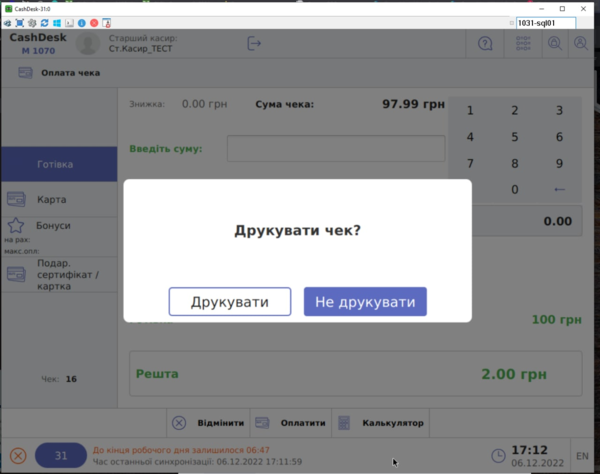 CashDesk-31:0
1031-sql01
CashDesk
M 1070
Старший касир:
Ст.Касир_ТЕСТ
Оплата чека
Знижка: 0.00 грн Сума чека: 97.99 грн
Введіть суму:
1 2 3
4 5 6
7 8 9
0 ←
Готівка
Карта
Бонуси
на рах:
макс.опл:
Подар.
сертифікат /
картка
0.00
Друкувати чек?
Друкувати Не друкувати
100 грн
Решта 2.00 грн
Чек: 16
Відмінити Оплатити Калькулятор
31
До кінця робочого дня залишилося 06:47
Час останньої синхронізації: 06.12.2022 17:11:59
17:12
06.12.2022
EN